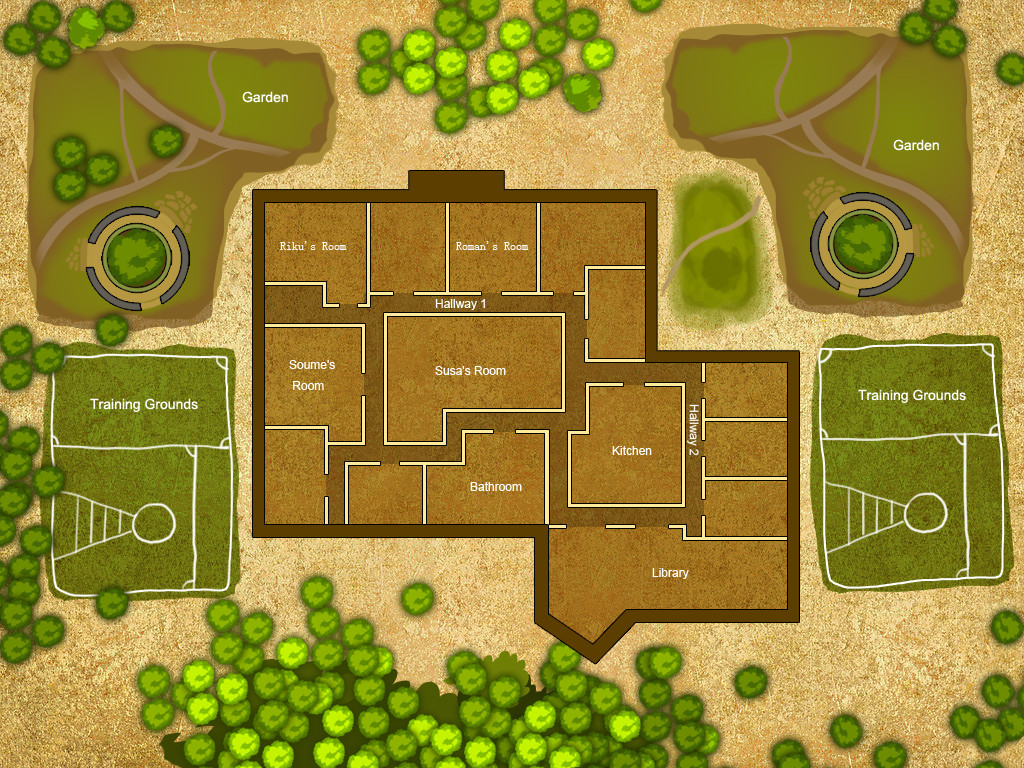 Garden
Garden
Riku's Room
Roman's Room
Hallway 1
Soume's
Room
Susa's Room
Training Grounds
Training Grounds
Hallway 2
Kitchen
Bathroom
Library